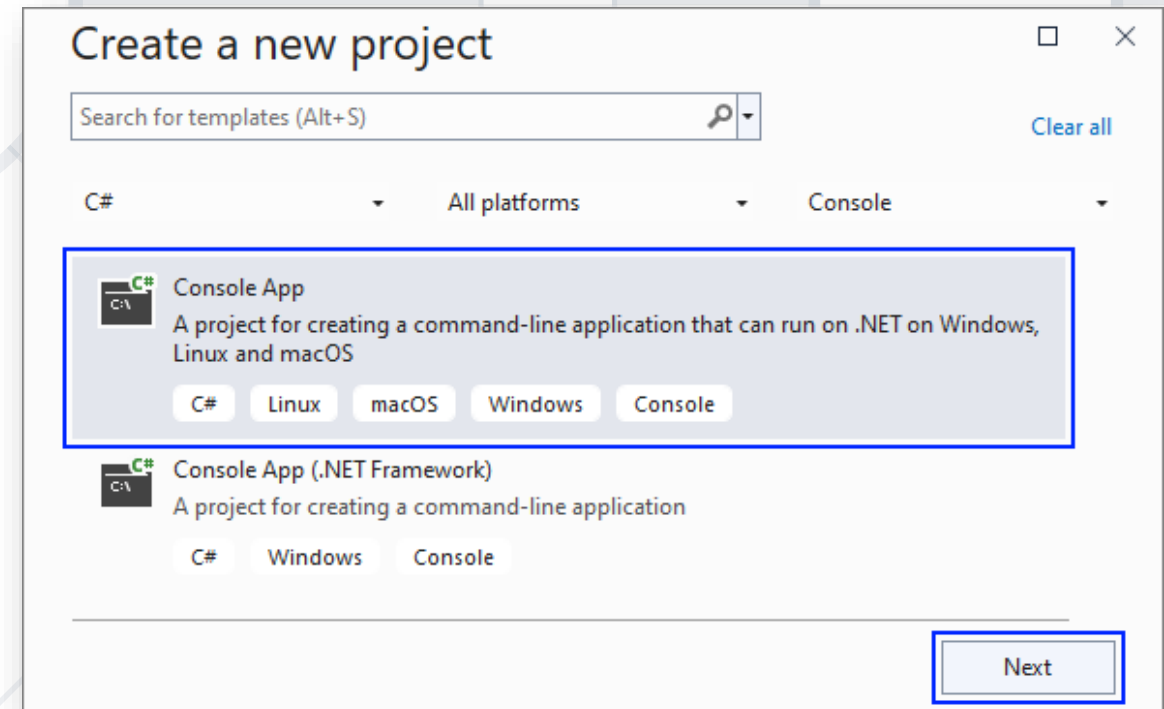 Create a new project
Search for templates (Alt+S)
Clear all
C# All platforms Console
C#
C:\
Console App
A project for creating a command-line application that can run on .NET on Windows,
Linux and macOS
C# Linux macOS Windows Console
C#
C:\
Console App (.NET Framework)
A project for creating a command-line application
C# Windows Console
Next